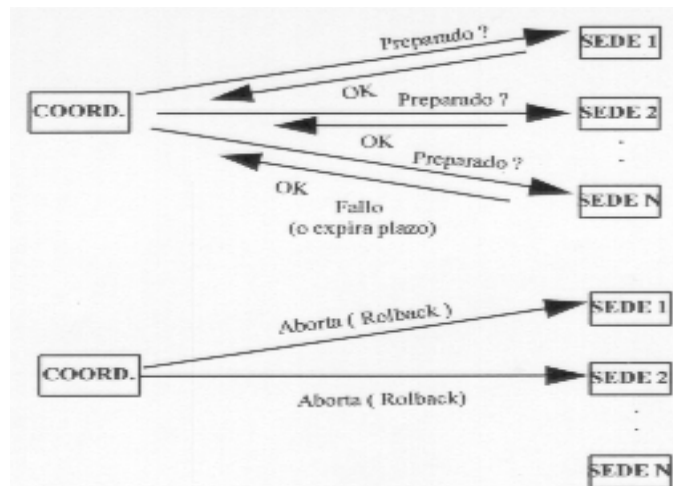 Preparado ?
SEDE 1
OK
COORD.
Preparado ?
SEDE 2
OK
Preparado ?
OK
SEDE N
Fallo
(o expira plazo)
Aborta ( Rolback )
SEDE 1
COORD.
SEDE 2
Aborta ( Rolback)
SEDE N